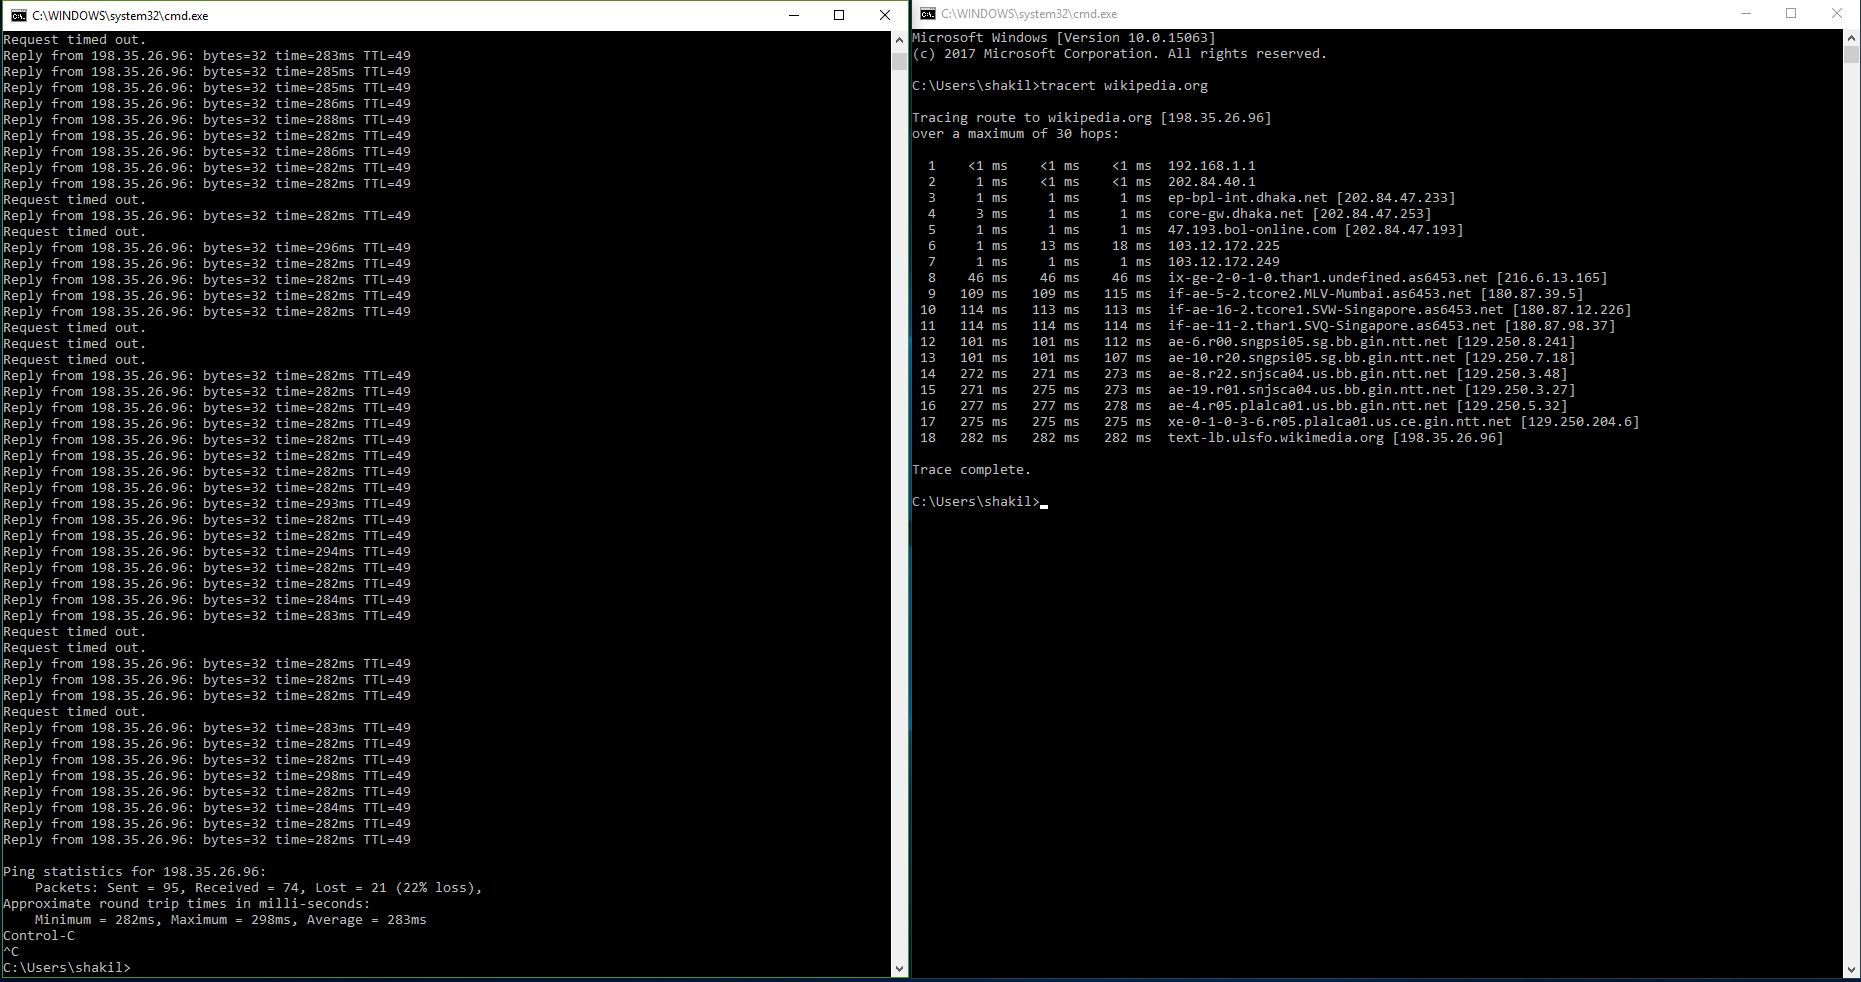 C:\WINDOWS\system32\cmd.exe
Request timed out.
Reply from 198.35.26.96: bytes=32 time=283ms TTL=49
Reply from 198.35.26.96: bytes=32 time=285ms TTL=49
Reply from 198.35.26.96: bytes=32 time=285ms TTL=49
Reply from 198.35.26.96: bytes=32 time=286ms TTL=49
Reply from 198.35.26.96: bytes=32 time=288ms TTL=49
Reply from 198.35.26.96: bytes=32 time=282ms TTL=49
Reply from 198.35.26.96: bytes=32 time=286ms TTL=49
Reply from 198.35.26.96: bytes=32 time=282ms TTL=49
Reply from 198.35.26.96: bytes=32 time=282ms TTL=49
Request timed out.
Reply from 198.35.26.96: bytes=32 time=282ms TTL=49
Request timed out.
Reply from 198.35.26.96: bytes=32 time=296ms TTL=49
Reply from 198.35.26.96: bytes=32 time=282ms TTL=49
Reply from 198.35.26.96: bytes=32 time=282ms TTL=49
Reply from 198.35.26.96: bytes=32 time=282ms TTL=49
Reply from 198.35.26.96: bytes=32 time=282ms TTL=49
Request timed out.
Request timed out.
Request timed out.
Reply from 198.35.26.96: bytes=32 time=282ms TTL=49
Reply from 198.35.26.96: bytes=32 time=282ms TTL=49
Reply from 198.35.26.96: bytes=32 time=282ms TTL=49
Reply from 198.35.26.96: bytes=32 time=282ms TTL=49
Reply from 198.35.26.96: bytes=32 time=282ms TTL=49
Reply from 198.35.26.96: bytes=32 time=282ms TTL=49
Reply from 198.35.26.96: bytes=32 time=282ms TTL=49
Reply from 198.35.26.96: bytes=32 time=282ms TTL=49
Reply from 198.35.26.96: bytes=32 time=293ms TTL=49
Reply from 198.35.26.96: bytes=32 time=282ms TTL=49
Reply from 198.35.26.96: bytes=32 time=282ms TTL=49
Reply from 198.35.26.96: bytes=32 time=294ms TTL=49
Reply from 198.35.26.96: bytes=32 time=282ms TTL=49
Reply from 198.35.26.96: bytes=32 time=282ms TTL=49
Reply from 198.35.26.96: bytes=32 time=284ms TTL=49
Reply from 198.35.26.96: bytes=32 time=283ms TTL=49
Request timed out.
Request timed out.
Reply from 198.35.26.96: bytes=32 time=282ms TTL=49
Reply from 198.35.26.96: bytes=32 time=282ms TTL=49
Reply from 198.35.26.96: bytes=32 time=282ms TTL=49
Request timed out.
Reply from 198.35.26.96: bytes=32 time=283ms TTL=49
Reply from 198.35.26.96: bytes=32 time=282ms TTL=49
Reply from 198.35.26.96: bytes=32 time=282ms TTL=49
Reply from 198.35.26.96: bytes=32 time=298ms TTL=49
Reply from 198.35.26.96: bytes=32 time=282ms TTL=49
Reply from 198.35.26.96: bytes=32 time=284ms TTL=49
Reply from 198.35.26.96: bytes=32 time=282ms TTL=49
Reply from 198.35.26.96: bytes=32 time=282ms TTL=49
Ping statistics for 198.35.26.96:
Packets: Sent = 95, Received = 74, Lost = 21 (22% loss),
Approximate round trip times in milli-seconds:
Minimum = 282ms, Maximum = 298ms, Average = 283ms
Control-C
^C
C:\Users\shakil>
C:\WINDOWS\system32\cmd.exe
Microsoft Windows [Version 10.0.15063]
(c) 2017 Microsoft Corporation. All rights reserved.
C:\Users\shakil>tracert wikipedia.org
Tracing route to wikipedia.org [198.35.26.96]
over a maximum of 30 hops:
1 <1 ms <1 ms <1 ms 192.168.1.1
2 1 ms <1 ms <1 ms 202.84.40.1
3 1 ms 1 ms 1 ms ep-bpl-int.dhaka.net [202.84.47.233]
4 3 ms 1 ms 1 ms core-gw.dhaka.net [202.84.47.253]
5 1 ms 1 ms 1 ms 47.193.bol-online.com [202.84.47.193]
6 1 ms 13 ms 18 ms 103.12.172.225
7 1 ms 1 ms 1 ms 103.12.172.249
8 46 ms 46 ms 46 ms ix-ge-2-0-1-0.thar1.undefined.as6453.net [216.6.13.165]
9 109 ms 109 ms 115 ms if-ae-5-2.tcore2.MLV-Mumbai.as6453.net [180.87.39.5]
10 114 ms 113 ms 113 ms if-ae-16-2.tcore1.SVW-Singapore.as6453.net [180.87.12.226]
11 114 ms 114 ms 114 ms if-ae-11-2.thar1.SVQ-Singapore.as6453.net [180.87.98.37]
12 101 ms 101 ms 112 ms ae-6.r00.sngpsi05.sg.bb.gin.ntt.net [129.250.8.241]
13 101 ms 101 ms 107 ms ae-10.r20.sngpsi05.sg.bb.gin.ntt.net [129.250.7.18]
14 272 ms 271 ms 273 ms ae-8.r22.snjsca04.us.bb.gin.ntt.net [129.250.3.48]
15 271 ms 275 ms 273 ms ae-19.r01.snjsca04.us.bb.gin.ntt.net [129.250.3.27]
16 277 ms 277 ms 278 ms ae-4.r05.plalca01.us.bb.gin.ntt.net [129.250.5.32]
17 275 ms 275 ms 275 ms xe-0-1-0-3-6.r05.plalca01.us.ce.gin.ntt.net [129.250.204.6]
18 282 ms 282 ms 282 ms text-lb.ulsfo.wikimedia.org [198.35.26.96]
Trace complete.
C:\Users\shakil>